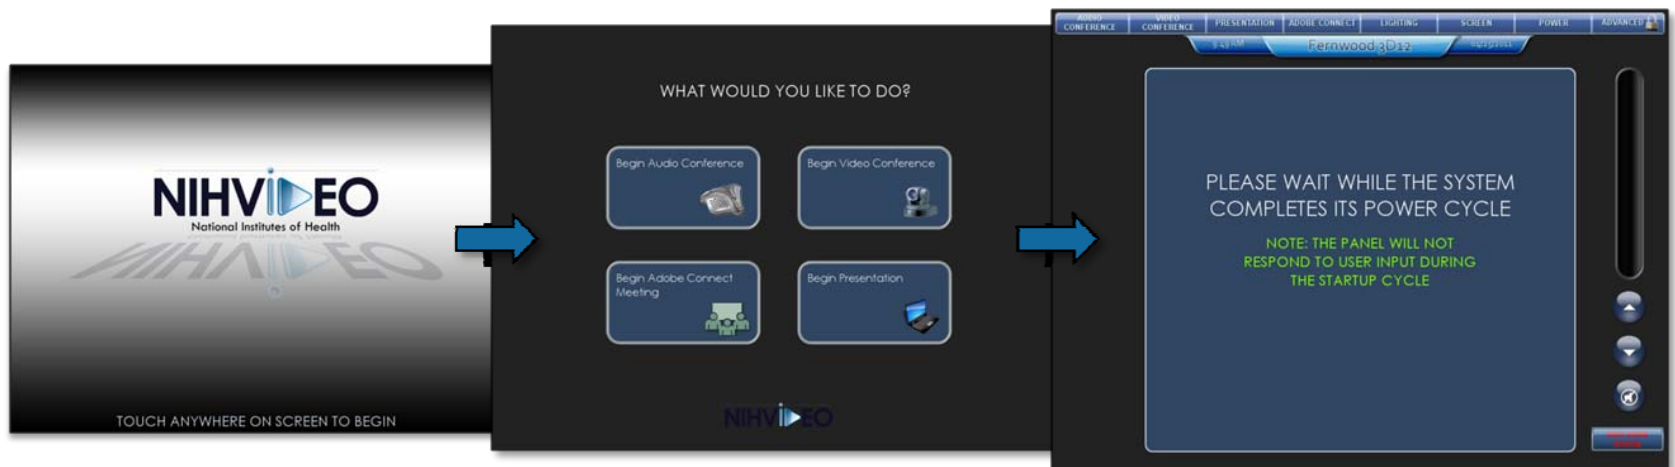 NIHVIDEO
National Institutes of Health
TOUCH ANYWHERE ON SCREEN TO BEGIN
WHAT WOULD YOU LIKE TO DO?
Begin Audio Conference
Begin Video Conference
Begin Adobe Connect
Meeting
Begin Presentation
NIHVIDEO
AUDIO
CONFERENCE
VIDEO
CONFERENCE
PRESENTATION
ADOBE CONNECT
LIGHTING
SCREEN
POWER
ADVANCED
Fernwood 3D12
PLEASE WAIT WHILE THE SYSTEM
COMPLETES ITS POWER CYCLE
NOTE: THE PANEL WILL NOT
RESPOND TO USER INPUT DURING
THE STARTUP CYCLE